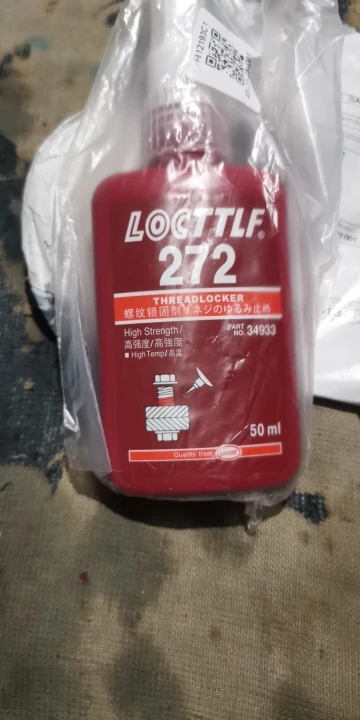 LOCTTLF
272
THREADLOCKER
螺纹锁固剂/ネジのゆるみ止め
High Strength/
高强度/高強度
■ High Temp/高温
PART
NO. 34933
50 ml
Quality from